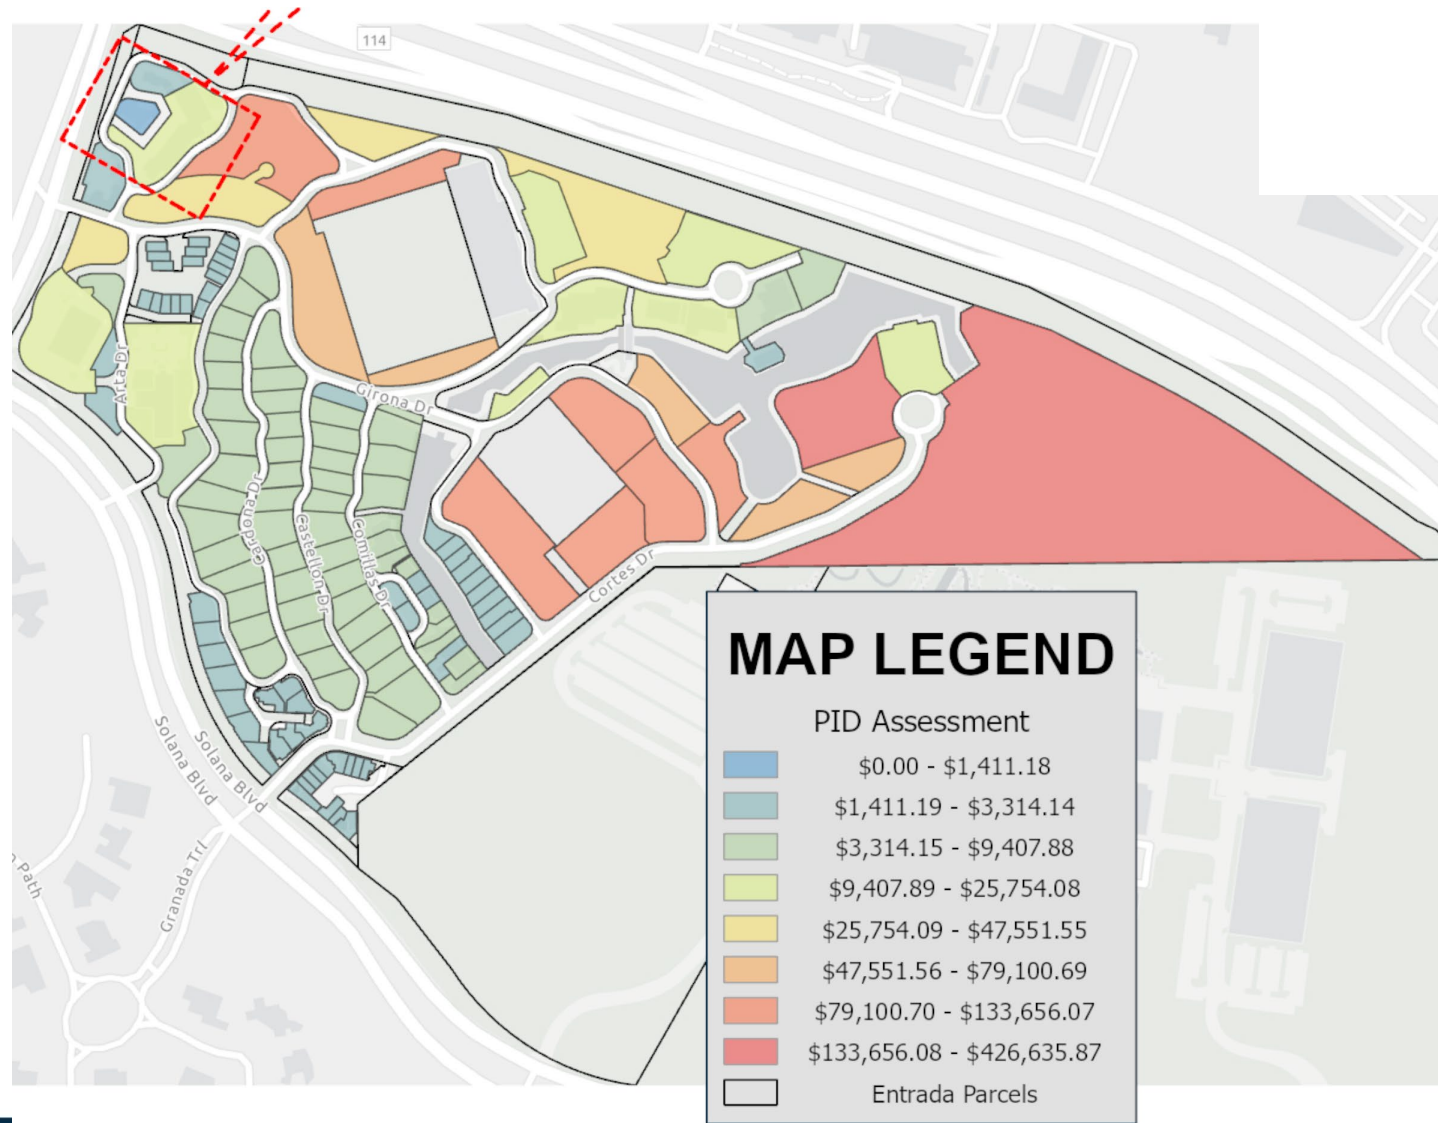 114
Arta Dr
Girona Dr
Cardona Dr
Castellon Dr
Comillas Dr
Cortes Dr
Solana Blvd
Solana Blvd
Granada Trl
Path
MAP LEGEND
PID Assessment
$0.00 - $1,411.18
$1,411.19 - $3,314.14
$3,314.15 - $9,407.88
$9,407.89 - $25,754.08
$25,754.09 - $47,551.55
$47,551.56 - $79,100.69
$79,100.70 - $133,656.07
$133,656.08 - $426,635.87
Entrada Parcels